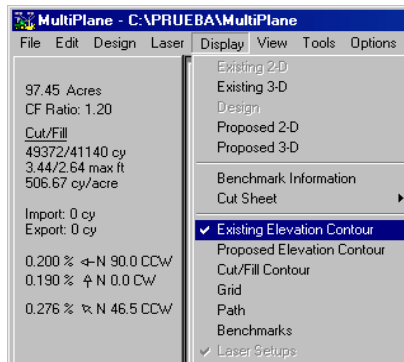 MultiPlane - C:\PRUEBA\MultiPlane
File Edit Design Laser Display View Tools Options
97.45 Acres
CF Ratio: 1.20
Cut/Fill
49372/41140 cy
3.44/2.64 max ft
506.67 cy/acre
Import: 0 cy
Export: 0 cy
0.200 % N 90.0 CCW
0.190 % N 0.0 CW
0.276 % N 46.5 CCW
Existing 2-D
Existing 3-D
Design
Proposed 2-D
Proposed 3-D
Benchmark Information
Cut Sheet
Existing Elevation Contour
Proposed Elevation Contour
Cut/Fill Contour
Grid
Path
Benchmarks
Laser Setups